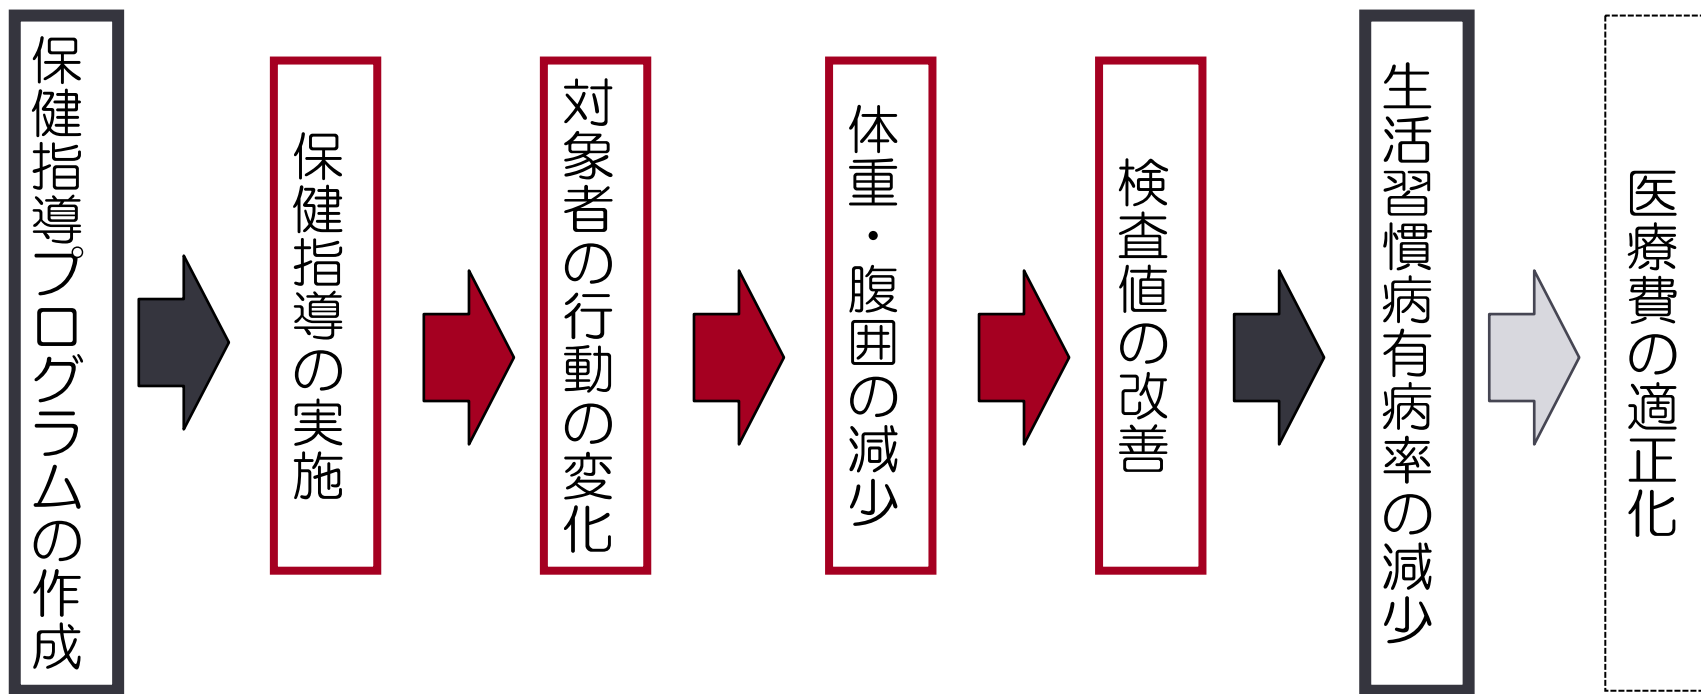 保健指導プログラムの作成
保健指導の実施
対象者の行動の変化
体重・腹囲の減少
検査値の改善
生活習慣病有病率の減少
医療費の適正化